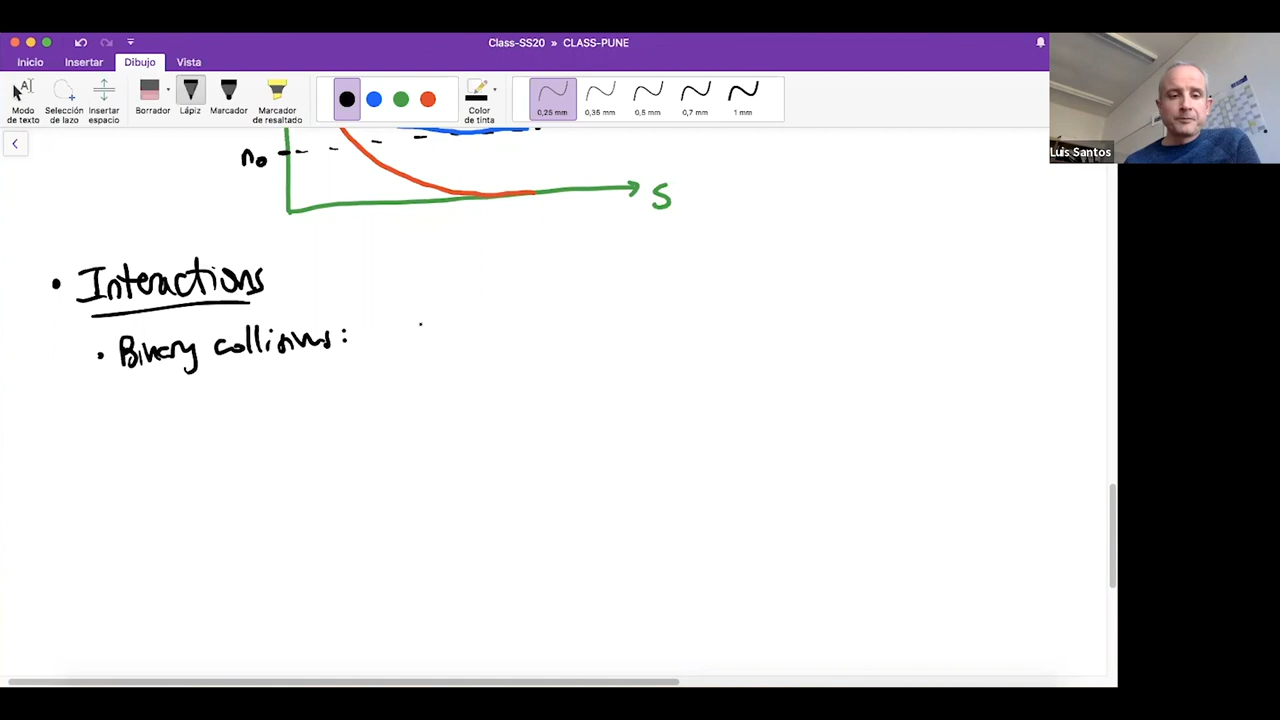 Class-SS20 » CLASS-PUNE
Inicio Insertar Dibujo Vista
Modo de texto
Selección de lazo
Insertar espacio
Borrador
Lápiz
Marcador
Marcador de resaltado
Color de tinta
0,25 mm
0,35 mm
0,5 mm
0,7 mm
1 mm
Luis Santos
n₀
S
• Interactions
• Binary collisions: